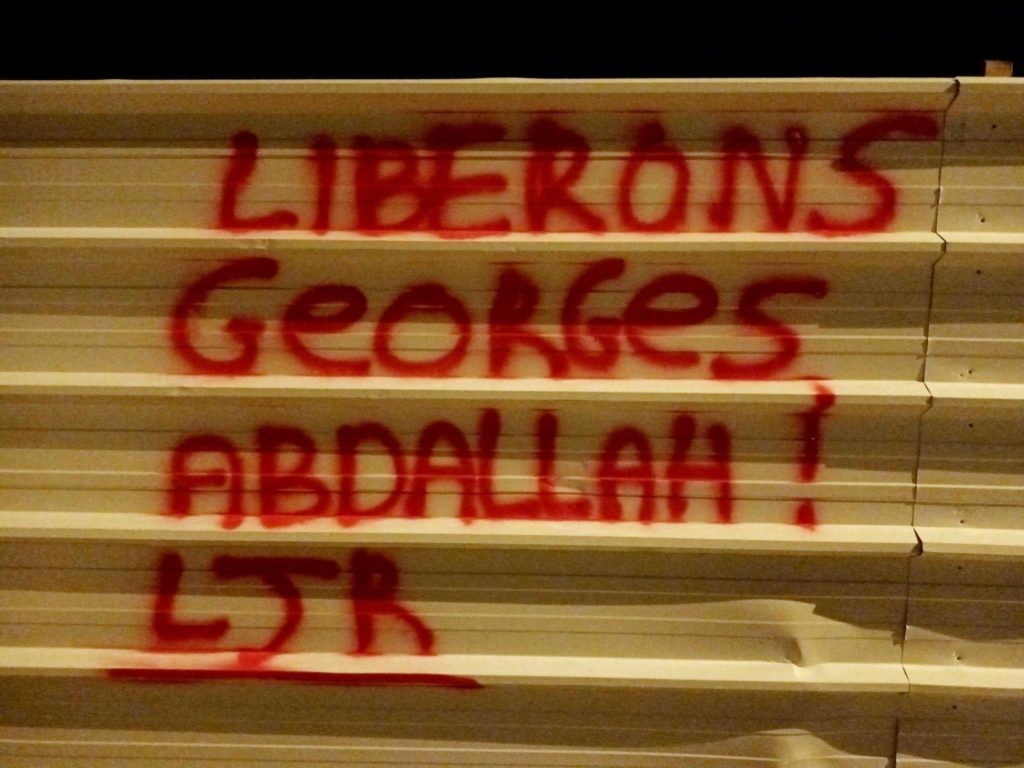 LIBERONS
GeORGes
ABDALLAH !
LJR